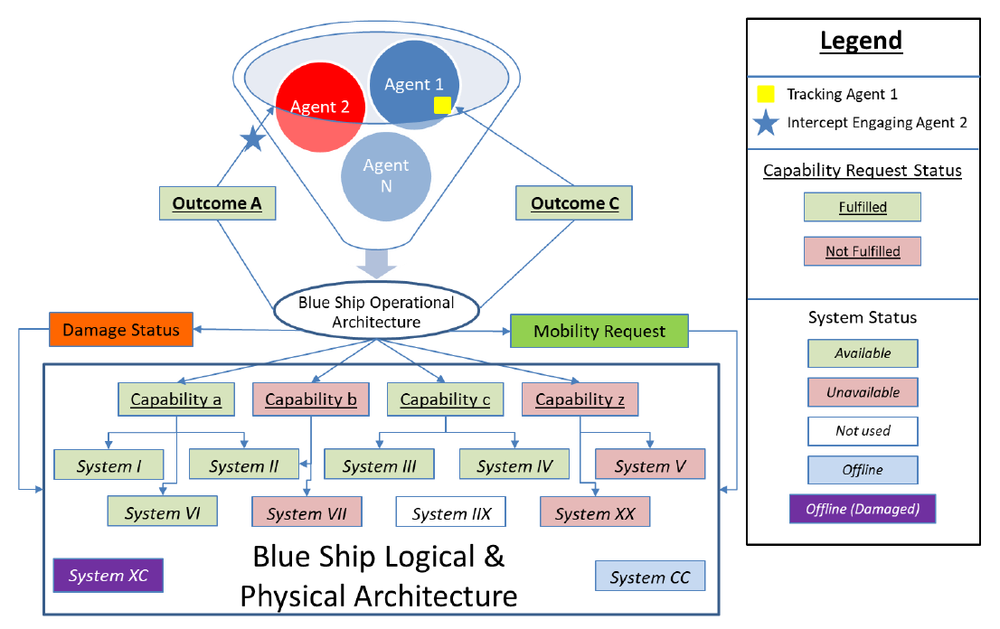 Agent 1
Agent 2
Agent
N
Outcome A
Outcome C
Blue Ship Operational
Architecture
Damage Status
Mobility Request
Capability a
Capability b
Capability c
Capability z
System I
System II
System III
System IV
System V
System VI
System VII
System IIX
System XX
System XC
Blue Ship Logical &
Physical Architecture
System CC
Legend
Tracking Agent 1
Intercept Engaging Agent 2
Capability Request Status
Fulfilled
Not Fulfilled
System Status
Available
Unavailable
Not used
Offline
Offline (Damaged)